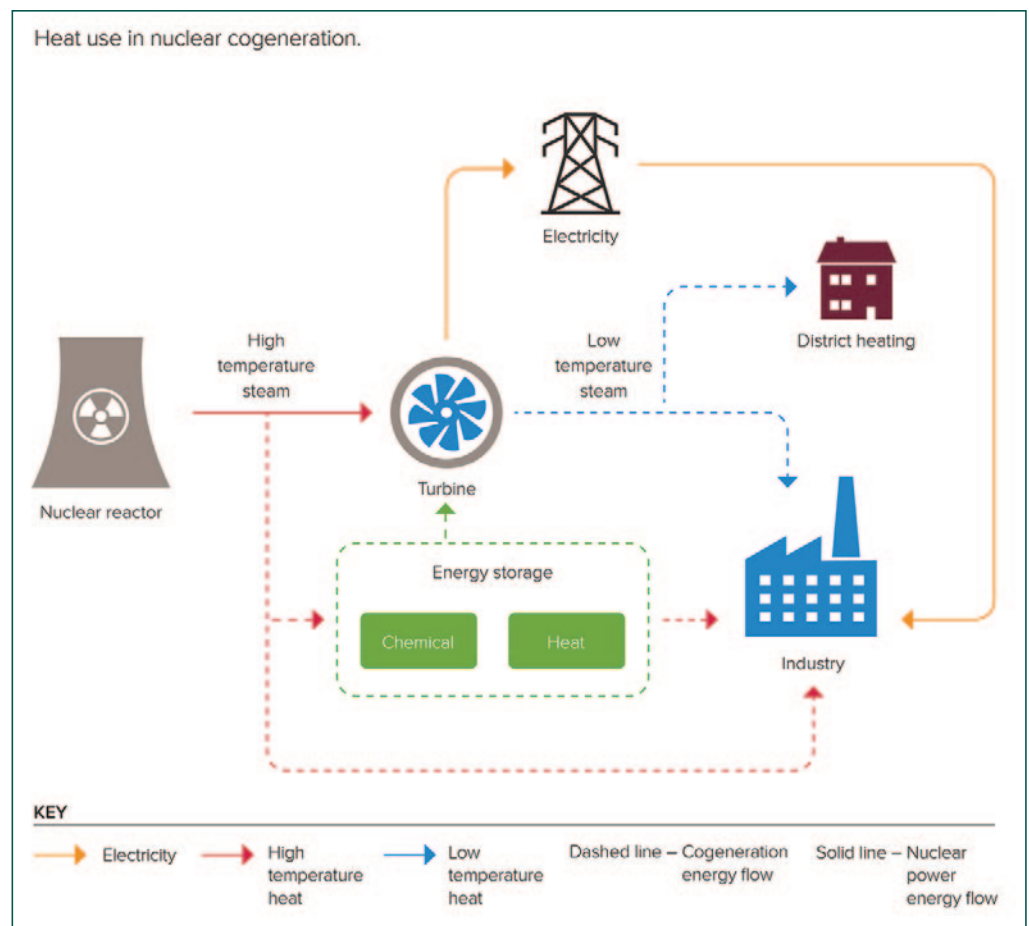 Heat use in nuclear cogeneration.
Electricity
District heating
High
temperature
steam
Low
temperature
steam
Nuclear reactor
Turbine
Energy storage
Chemical
Heat
Industry
KEY
Electricity
High
temperature
heat
Low
temperature
heat
Dashed line – Cogeneration
energy flow
Solid line – Nuclear
power
energy flow